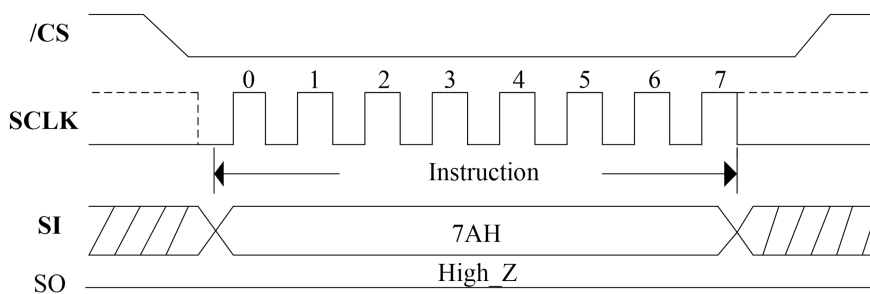 /CS
0 1 2 3 4 5 6 7
SCLK
Instruction
SI
7AH
High_Z
SO